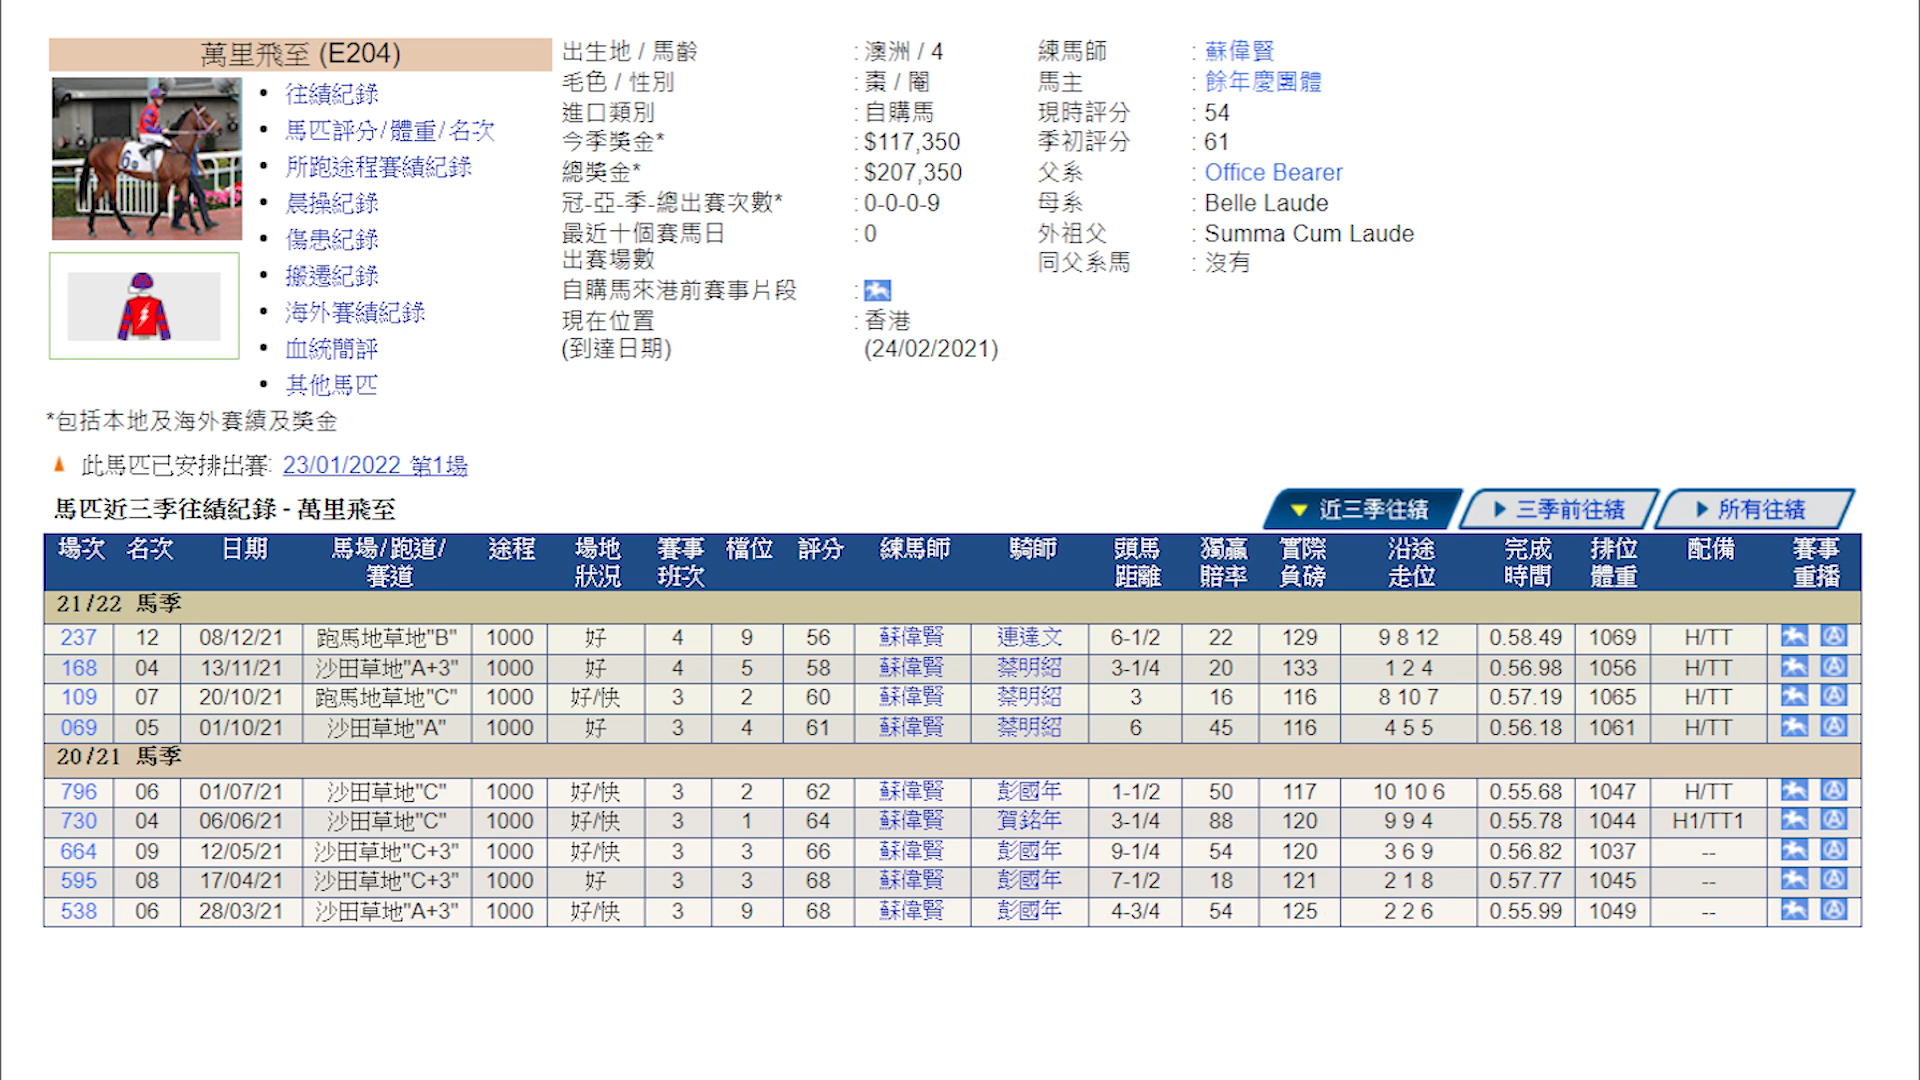 萬里飛至 (E204)
往績紀錄
馬匹評分/體重/名次
所跑途程賽績紀錄
晨操紀錄
傷患紀錄
搬遷紀錄
海外賽績紀錄
血統簡評
其他馬匹
出生地 / 馬齡 : 澳洲 / 4
毛色 / 性別 : 棗 / 閹
進口類別 : 自購馬
今季獎金* : $117,350
總獎金* : $207,350
冠-亞-季-總出賽次數* : 0-0-0-9
最近十個賽馬日 : 0
出賽場數
自購馬來港前賽事片段 :
現在位置 : 香港
(到達日期) (24/02/2021)
練馬師 : 蘇偉賢
馬主 : 餘年慶團體
現時評分 : 54
季初評分 : 61
父系 : Office Bearer
母系 : Belle Laude
外祖父 : Summa Cum Laude
同父系馬 : 沒有
*包括本地及海外賽績及獎金
此馬匹已安排出賽: 23/01/2022 第1場
馬匹近三季往績紀錄 - 萬里飛至
近三季往績 三季前往績 所有往績
場次 名次 日期 馬場/跑道/賽道 途程 場地狀況 賽事班次 檔位 評分 練馬師 騎師 頭馬距離 獨贏賠率 實際負磅 沿途走位 完成時間 排位體重 配備 賽事重播
21/22 馬季
237 12 08/12/21 跑馬地草地"B" 1000 好 4 9 56 蘇偉賢 連達文 6-1/2 22 129 9 8 12 0.58.49 1069 H/TT
168 04 13/11/21 沙田草地"A+3" 1000 好 4 5 58 蘇偉賢 蔡明紹 3-1/4 20 133 1 2 4 0.56.98 1056 H/TT
109 07 20/10/21 跑馬地草地"C" 1000 好/快 3 2 60 蘇偉賢 蔡明紹 3 16 116 8 10 7 0.57.19 1065 H/TT
069 05 01/10/21 沙田草地"A" 1000 好 3 4 61 蘇偉賢 蔡明紹 6 45 116 4 5 5 0.56.18 1061 H/TT
20/21 馬季
796 06 01/07/21 沙田草地"C" 1000 好/快 3 2 62 蘇偉賢 彭國年 1-1/2 50 117 10 10 6 0.55.68 1047 H/TT
730 04 06/06/21 沙田草地"C" 1000 好/快 3 1 64 蘇偉賢 賀銘年 3-1/4 88 120 9 9 4 0.55.78 1044 H1/TT1
664 09 12/05/21 沙田草地"C+3" 1000 好/快 3 3 66 蘇偉賢 彭國年 9-1/4 54 120 3 6 9 0.56.82 1037 --
595 08 17/04/21 沙田草地"C+3" 1000 好 3 3 68 蘇偉賢 彭國年 7-1/2 18 121 2 1 8 0.57.77 1045 --
538 06 28/03/21 沙田草地"A+3" 1000 好/快 3 9 68 蘇偉賢 彭國年 4-3/4 54 125 2 2 6 0.55.99 1049 --